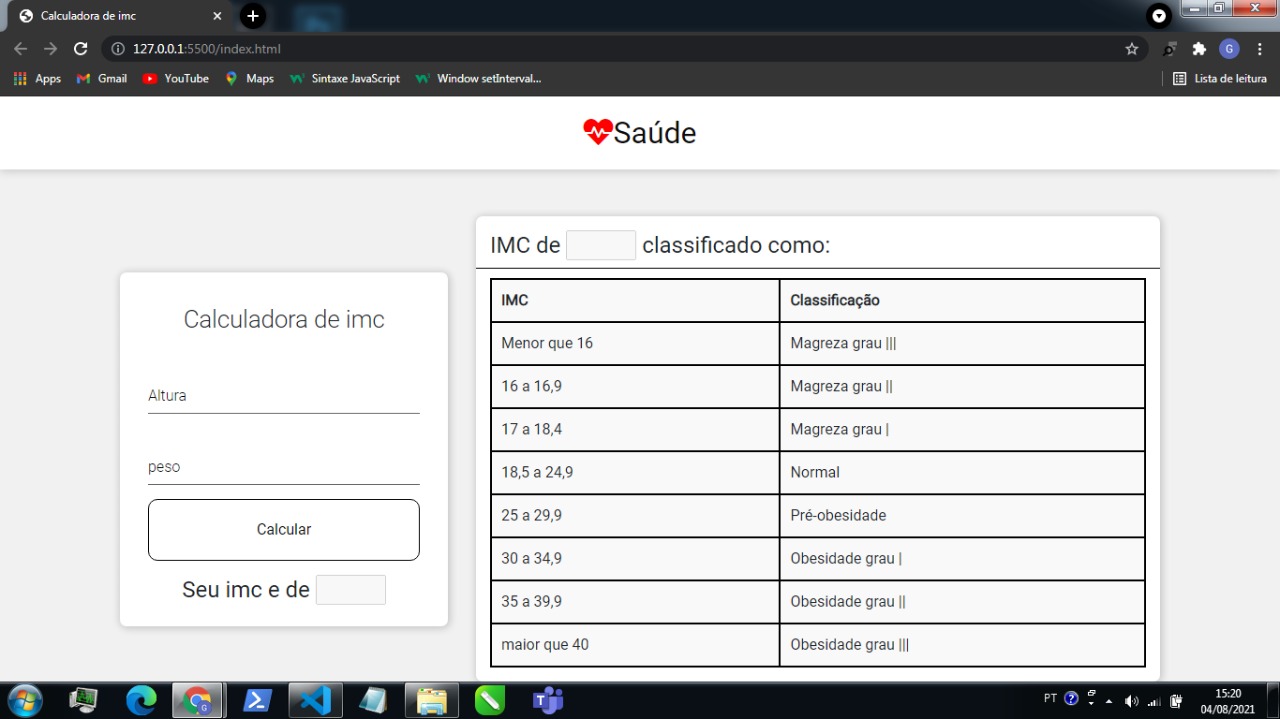 Calculadora de imc
127.0.0.1:5500/index.html
G
Apps Gmail YouTube Maps Sintaxe JavaScript Window setInterval... Lista de leitura
Saúde
IMC de classificado como:
Calculadora de imc
Altura
peso
Calcular
Seu imc e de
IMC Classificação
Menor que 16 Magreza grau |||
16 a 16,9 Magreza grau ||
17 a 18,4 Magreza grau |
18,5 a 24,9 Normal
25 a 29,9 Pré-obesidade
30 a 34,9 Obesidade grau |
35 a 39,9 Obesidade grau ||
maior que 40 Obesidade grau |||
PT
15:20
04/08/2021